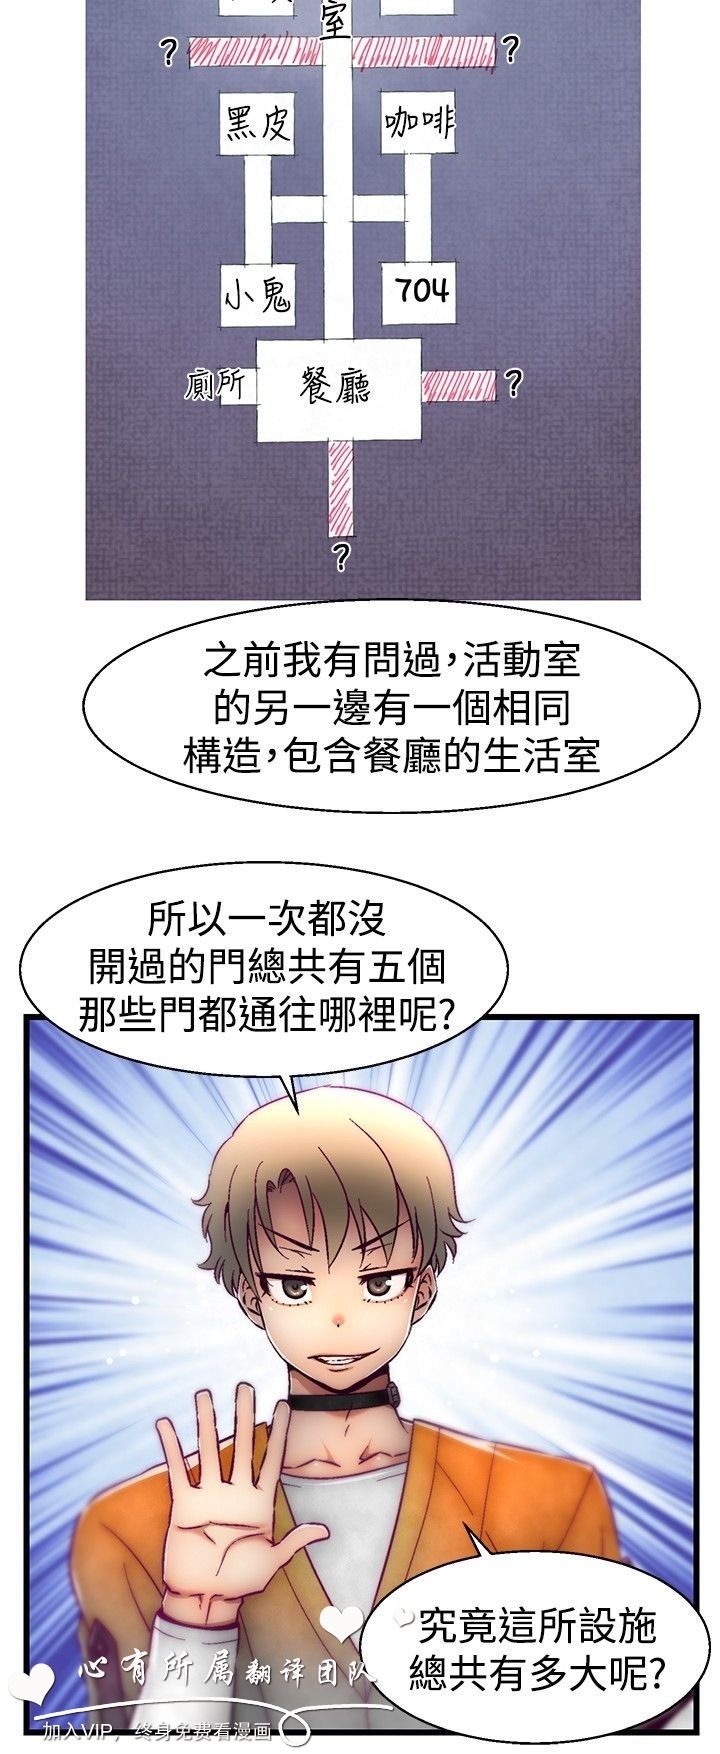 室
? ?
黑皮 咖啡
小鬼 704
廁所 餐廳 ?
?
之前我有問過,活動室
的另一邊有一個相同
構造,包含餐廳的生活室
所以一次都沒
開過的門總共有五個
那些門都通往哪裡呢?
究竟這所設施
總共有多大呢?
心有所属翻译团队
加入VIP，终身免费看漫画